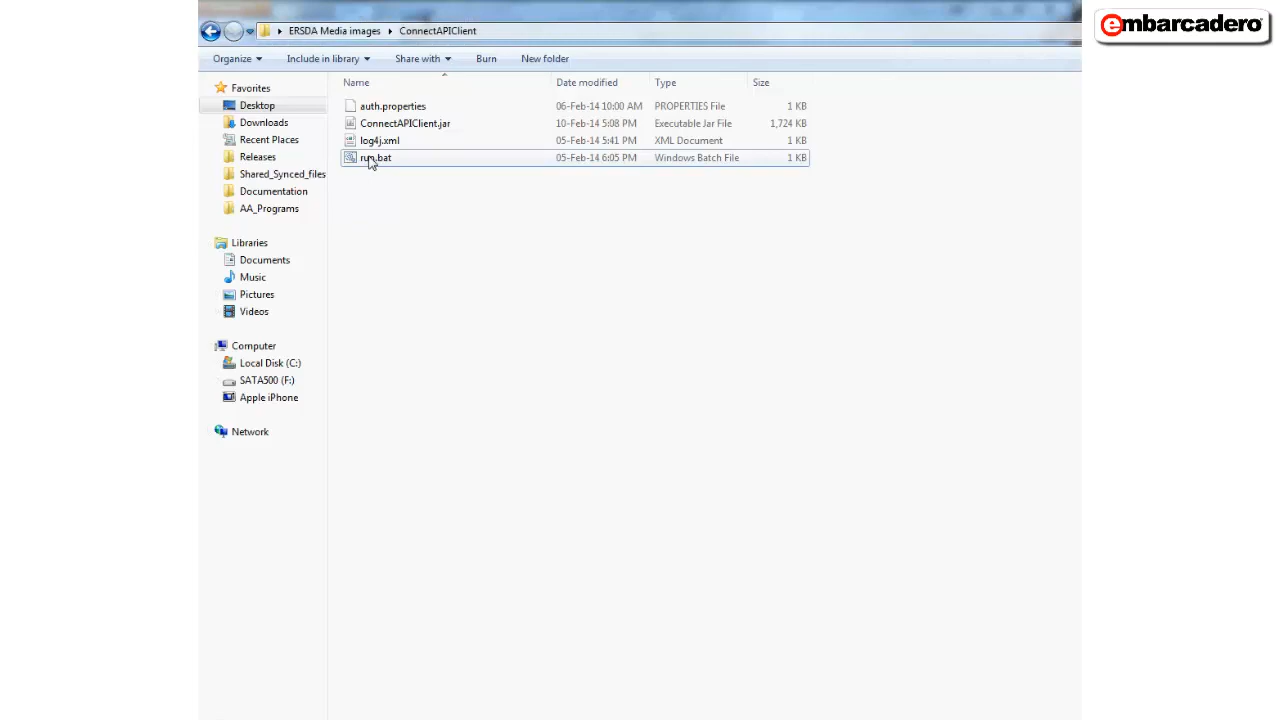 embarcadero
ERSDA Media images ConnectAPIClient
Organize Include in library Share with Burn New folder
Name Date modified Type Size
Favorites
Desktop
Downloads
Recent Places
Releases
Shared_Synced_files
Documentation
AA_Programs
Libraries
Documents
Music
Pictures
Videos
Computer
Local Disk (C:)
SATA500 (F:)
Apple iPhone
Network
auth.properties 06-Feb-14 10:00 AM PROPERTIES File 1 KB
ConnectAPIClient.jar 10-Feb-14 5:08 PM Executable Jar File 1,724 KB
log4j.xml 05-Feb-14 5:41 PM XML Document 1 KB
run.bat 05-Feb-14 6:05 PM Windows Batch File 1 KB